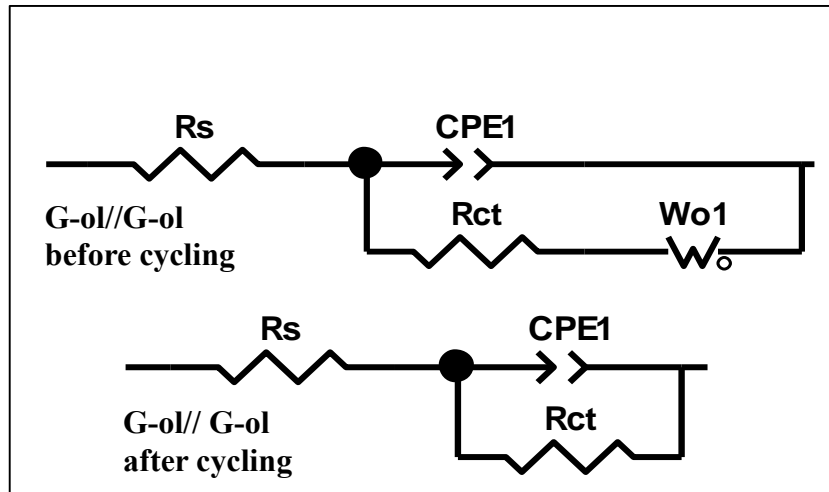 Rs CPE1
G-ol//G-ol
before cycling
Rct Wo1
Rs CPE1
G-ol// G-ol
after cycling
Rct